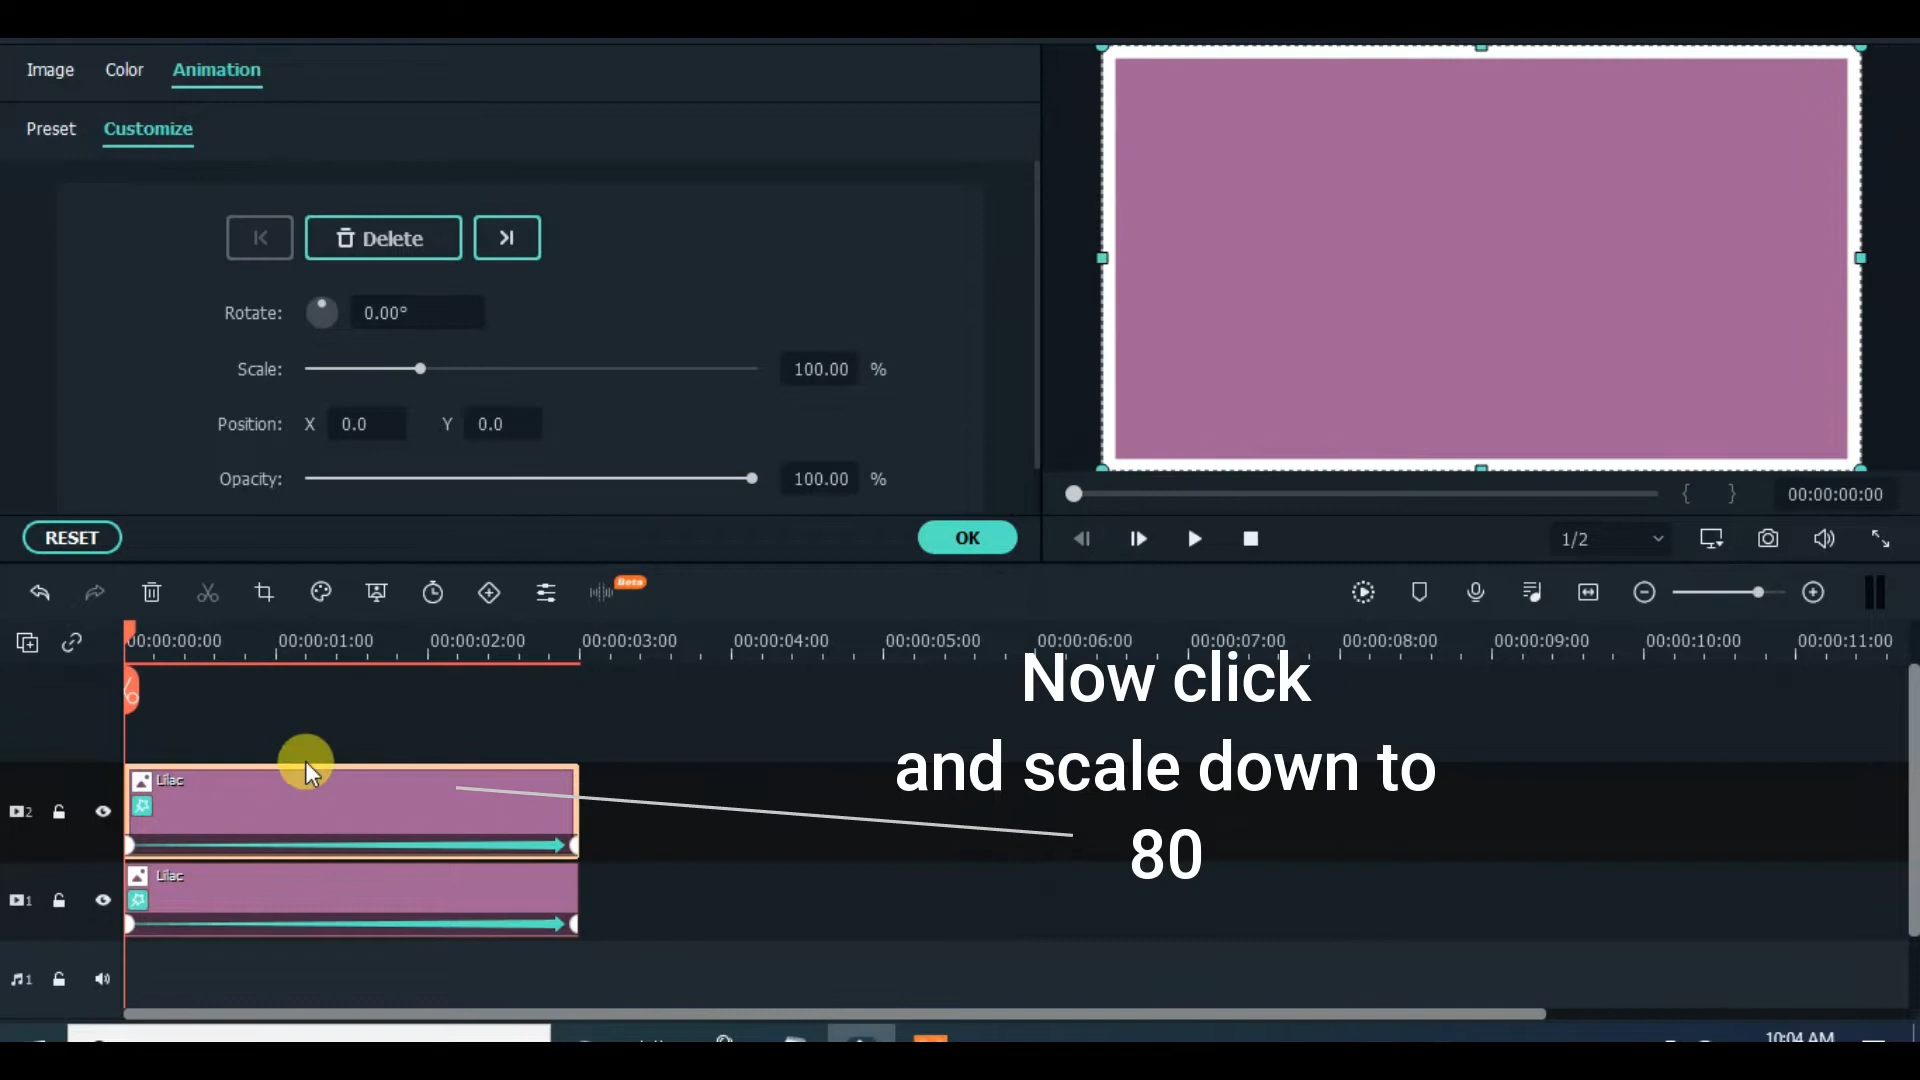 Image Color Animation
Preset Customize
Delete
Rotate: 0.00°
Scale: 100.00 %
Position: X 0.0 Y 0.0
Opacity: 100.00 %
RESET OK
{ } 00:00:00:00
1/2
Beta
00:00:00:00 00:00:01:00 00:00:02:00 00:00:03:00 00:00:04:00 00:00:05:00 00:00:06:00 00:00:07:00 00:00:08:00 00:00:09:00 00:00:10:00 00:00:11:00
Now click
and scale down to
80
Lilac
2
Lilac
1
1
10:04 AM